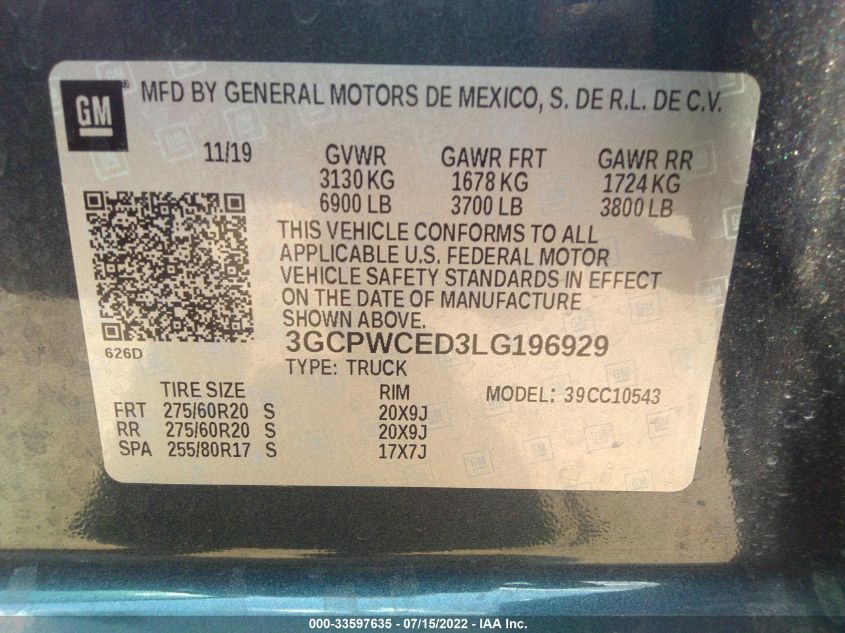 GM
MFD BY GENERAL MOTORS DE MEXICO, S. DE R.L. DE C.V.
11/19 GVWR GAWR FRT GAWR RR
3130 KG 1678 KG 1724 KG
6900 LB 3700 LB 3800 LB
THIS VEHICLE CONFORMS TO ALL
APPLICABLE U.S. FEDERAL MOTOR
VEHICLE SAFETY STANDARDS IN EFFECT
ON THE DATE OF MANUFACTURE
SHOWN ABOVE.
626D
3GCPWCED3LG196929
TYPE: TRUCK
TIRE SIZE RIM MODEL: 39CC10543
FRT 275/60R20 S 20X9J
RR 275/60R20 S 20X9J
SPA 255/80R17 S 17X7J
000-33597635 - 07/15/2022 - IAA Inc.